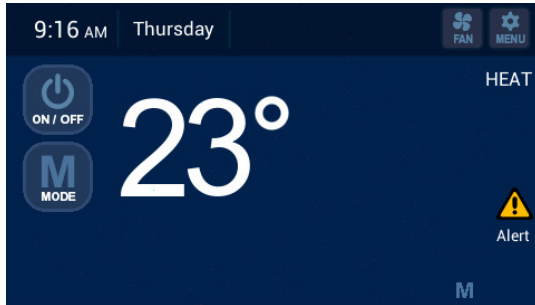 9:16 AM Thursday
FAN MENU
ON / OFF
23°
HEAT
M
MODE
Alert
M